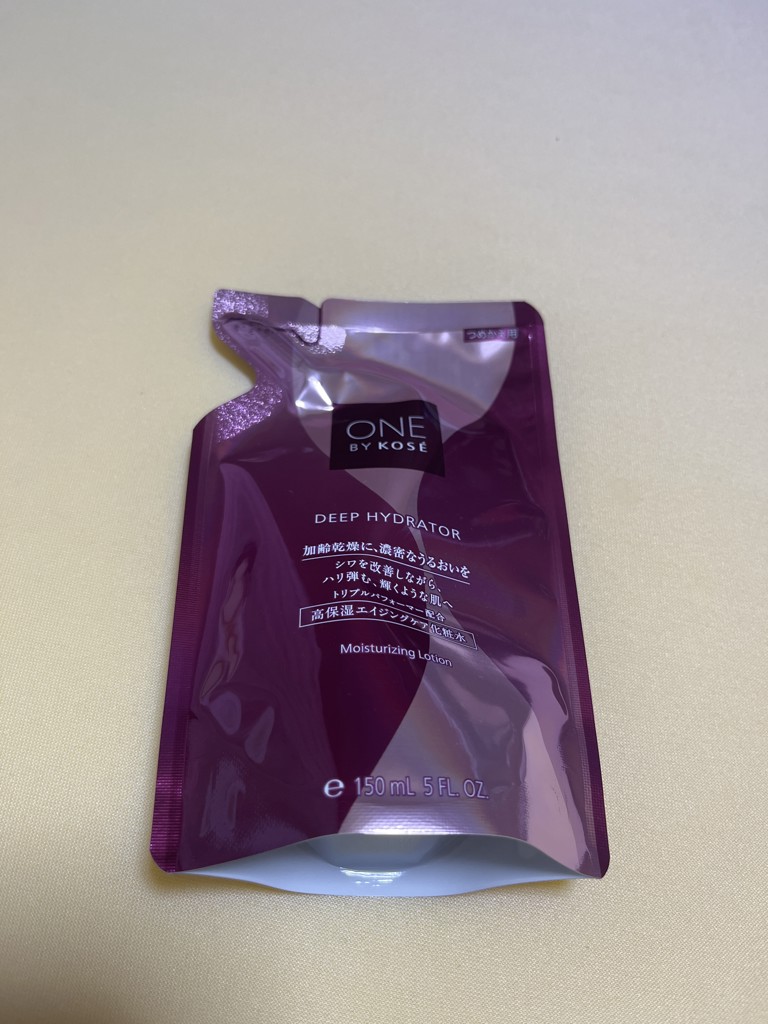 つめかえ用
ONE
BY KOSÉ
DEEP HYDRATOR
加齢乾燥に、濃密なうるおいを
シワを改善しながら、
ハリ弾む、輝くような肌へ
トリプルパフォーマー配合
高保湿エイジングケア化粧水
Moisturizing Lotion
℮ 150 mL 5 FL. OZ.